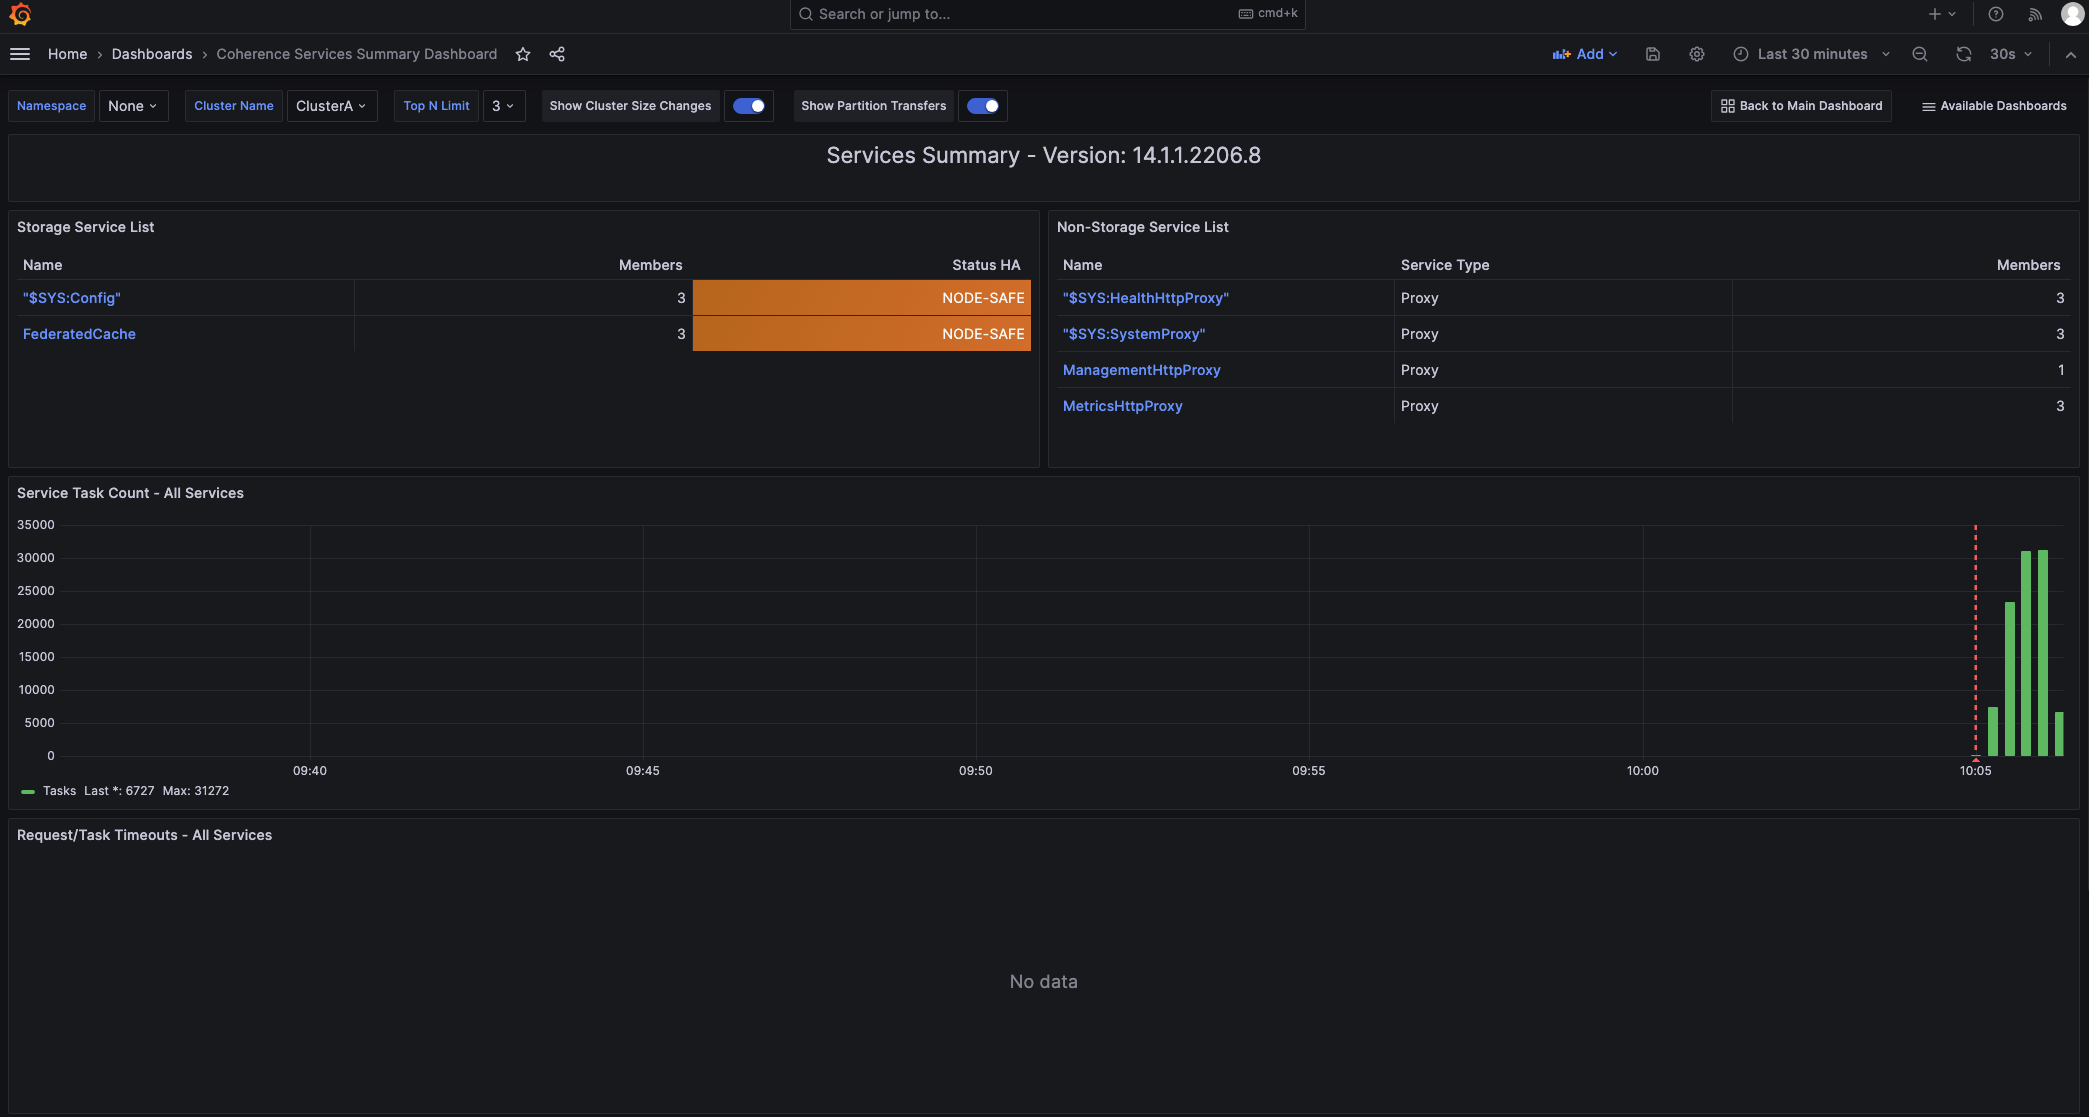 Search or jump to... cmd+k
Home › Dashboards › Coherence Services Summary Dashboard Add Last 30 minutes 30s
Namespace None Cluster Name ClusterA Top N Limit 3 Show Cluster Size Changes Show Partition Transfers Back to Main Dashboard Available Dashboards
Services Summary - Version: 14.1.1.2206.8
Storage Service List
Name Members Status HA
"$SYS:Config" 3 NODE-SAFE
FederatedCache 3 NODE-SAFE
Non-Storage Service List
Name Service Type Members
"$SYS:HealthHttpProxy" Proxy 3
"$SYS:SystemProxy" Proxy 3
ManagementHttpProxy Proxy 1
MetricsHttpProxy Proxy 3
Service Task Count - All Services
35000
30000
25000
20000
15000
10000
5000
0
09:40 09:45 09:50 09:55 10:00 10:05
Tasks Last *: 6727 Max: 31272
Request/Task Timeouts - All Services
No data